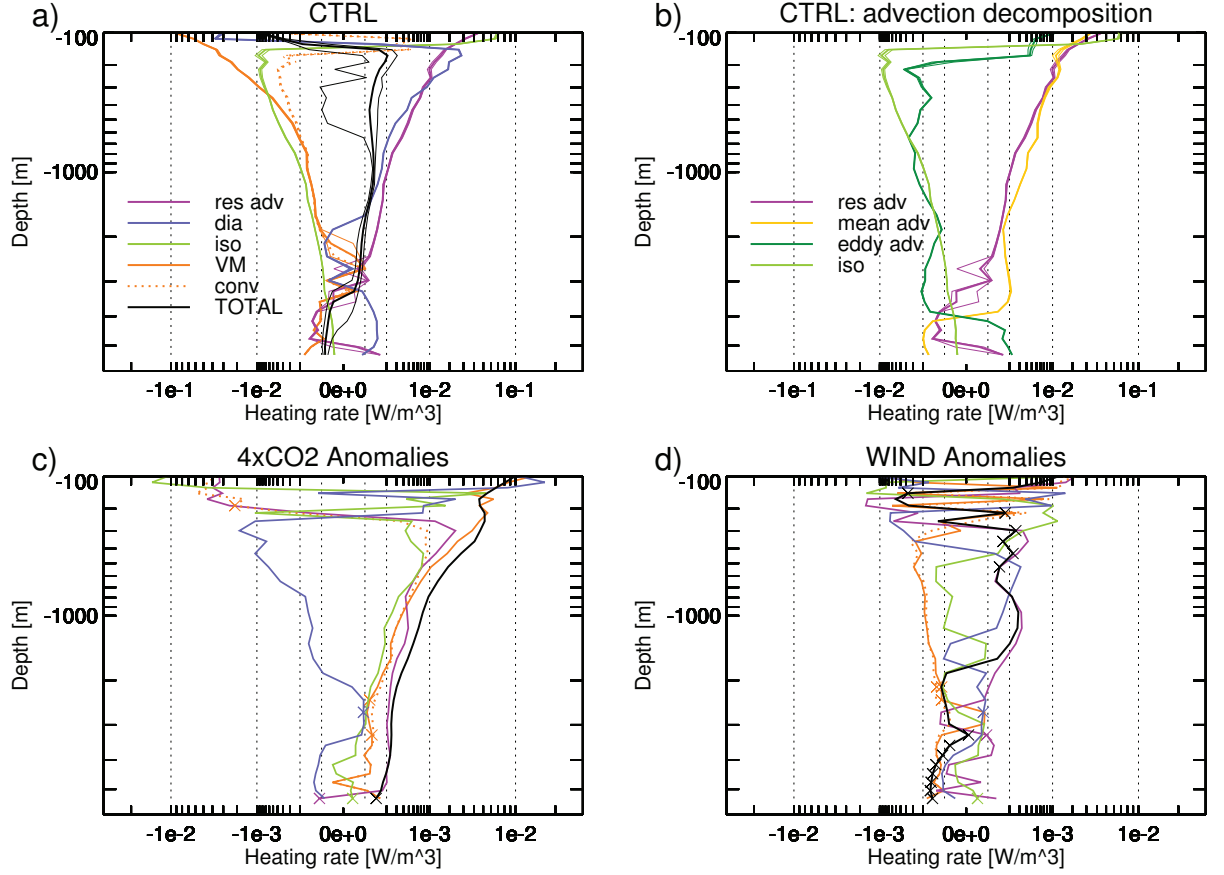 a)
CTRL
-100
-1000
Depth [m]
res adv
dia
iso
VM
conv
TOTAL
-1e-1
-1e-2
0e+0
1e-2
1e-1
Heating rate [W/m^3]
b)
CTRL: advection decomposition
-100
-1000
Depth [m]
res adv
mean adv
eddy adv
iso
-1e-1
-1e-2
0e+0
1e-2
1e-1
Heating rate [W/m^3]
c)
4xCO2 Anomalies
-100
-1000
Depth [m]
-1e-2
-1e-3
0e+0
1e-3
1e-2
Heating rate [W/m^3]
d)
WIND Anomalies
-100
-1000
Depth [m]
-1e-2
-1e-3
0e+0
1e-3
1e-2
Heating rate [W/m^3]